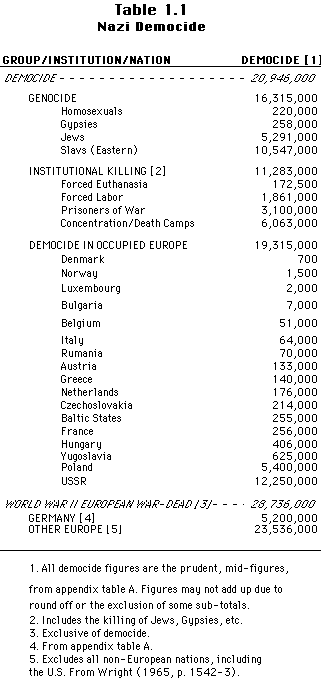 Table 1.1
Nazi Democide
GROUP/INSTITUTION/NATION DEMOCIDE [1]
DEMOCIDE - - - - - - - - - - - - - - - - - - 20,946,000
GENOCIDE 16,315,000
Homosexuals 220,000
Gypsies 258,000
Jews 5,291,000
Slavs (Eastern) 10,547,000
INSTITUTIONAL KILLING [2] 11,283,000
Forced Euthanasia 172,500
Forced Labor 1,861,000
Prisoners of War 3,100,000
Concentration/Death Camps 6,063,000
DEMOCIDE IN OCCUPIED EUROPE 19,315,000
Denmark 700
Norway 1,500
Luxembourg 2,000
Bulgaria 7,000
Belgium 51,000
Italy 64,000
Rumania 70,000
Austria 133,000
Greece 140,000
Netherlands 176,000
Czechoslovakia 214,000
Baltic States 255,000
France 256,000
Hungary 406,000
Yugoslavia 625,000
Poland 5,400,000
USSR 12,250,000
WORLD WAR II EUROPEAN WAR-DEAD [3]- - - - 28,736,000
GERMANY [4] 5,200,000
OTHER EUROPE [5] 23,536,000
1. All democide figures are the prudent, mid-figures,
from appendix table A. Figures may not add up due to
round off or the exclusion of some sub-totals.
2. Includes the killing of Jews, Gypsies, etc.
3. Exclusive of democide.
4. From appendix table A.
5. Excludes all non-European nations, including
the U.S. From Wright (1965, p. 1542-3).